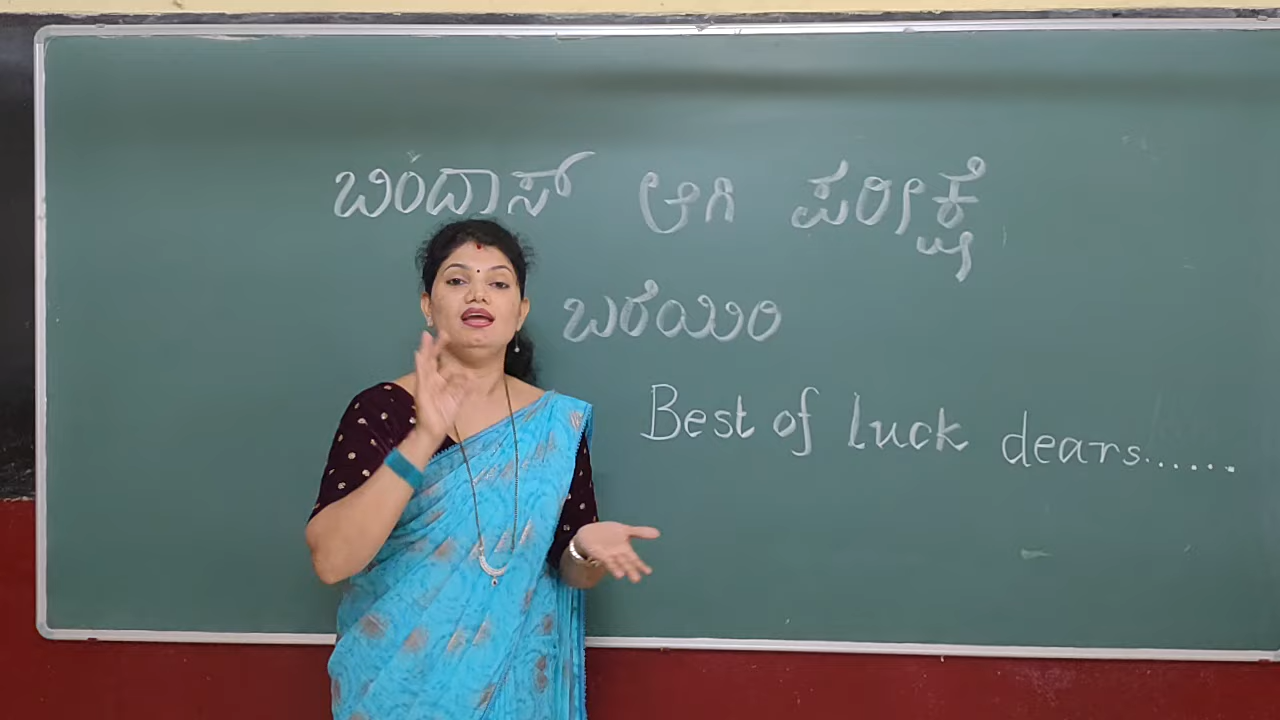 ಬಿಂದಾಸ್ ಆಗಿ ಪರೀಕ್ಷೆ
ಬರೆಯಿರಿ
Best of luck dears......